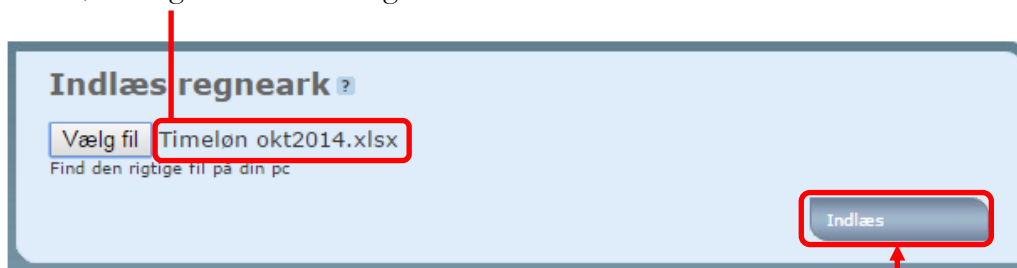 Indlæs regneark ?
Vælg fil Timeløn okt2014.xlsx
Find den rigtige fil på din pc
Indlæs